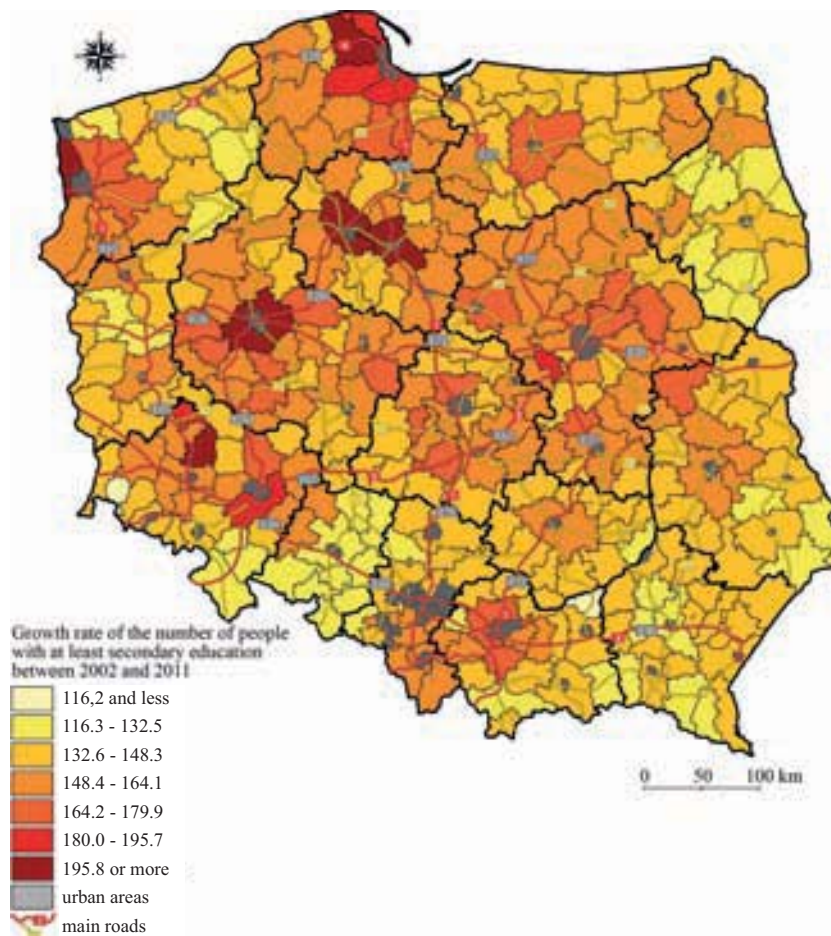 Growth rate of the number of people
with at least secondary education
between 2002 and 2011
116,2 and less
116.3 - 132.5
132.6 - 148.3
148.4 - 164.1
164.2 - 179.9
180.0 - 195.7
195.8 or more
urban areas
main roads
0 50 100 km